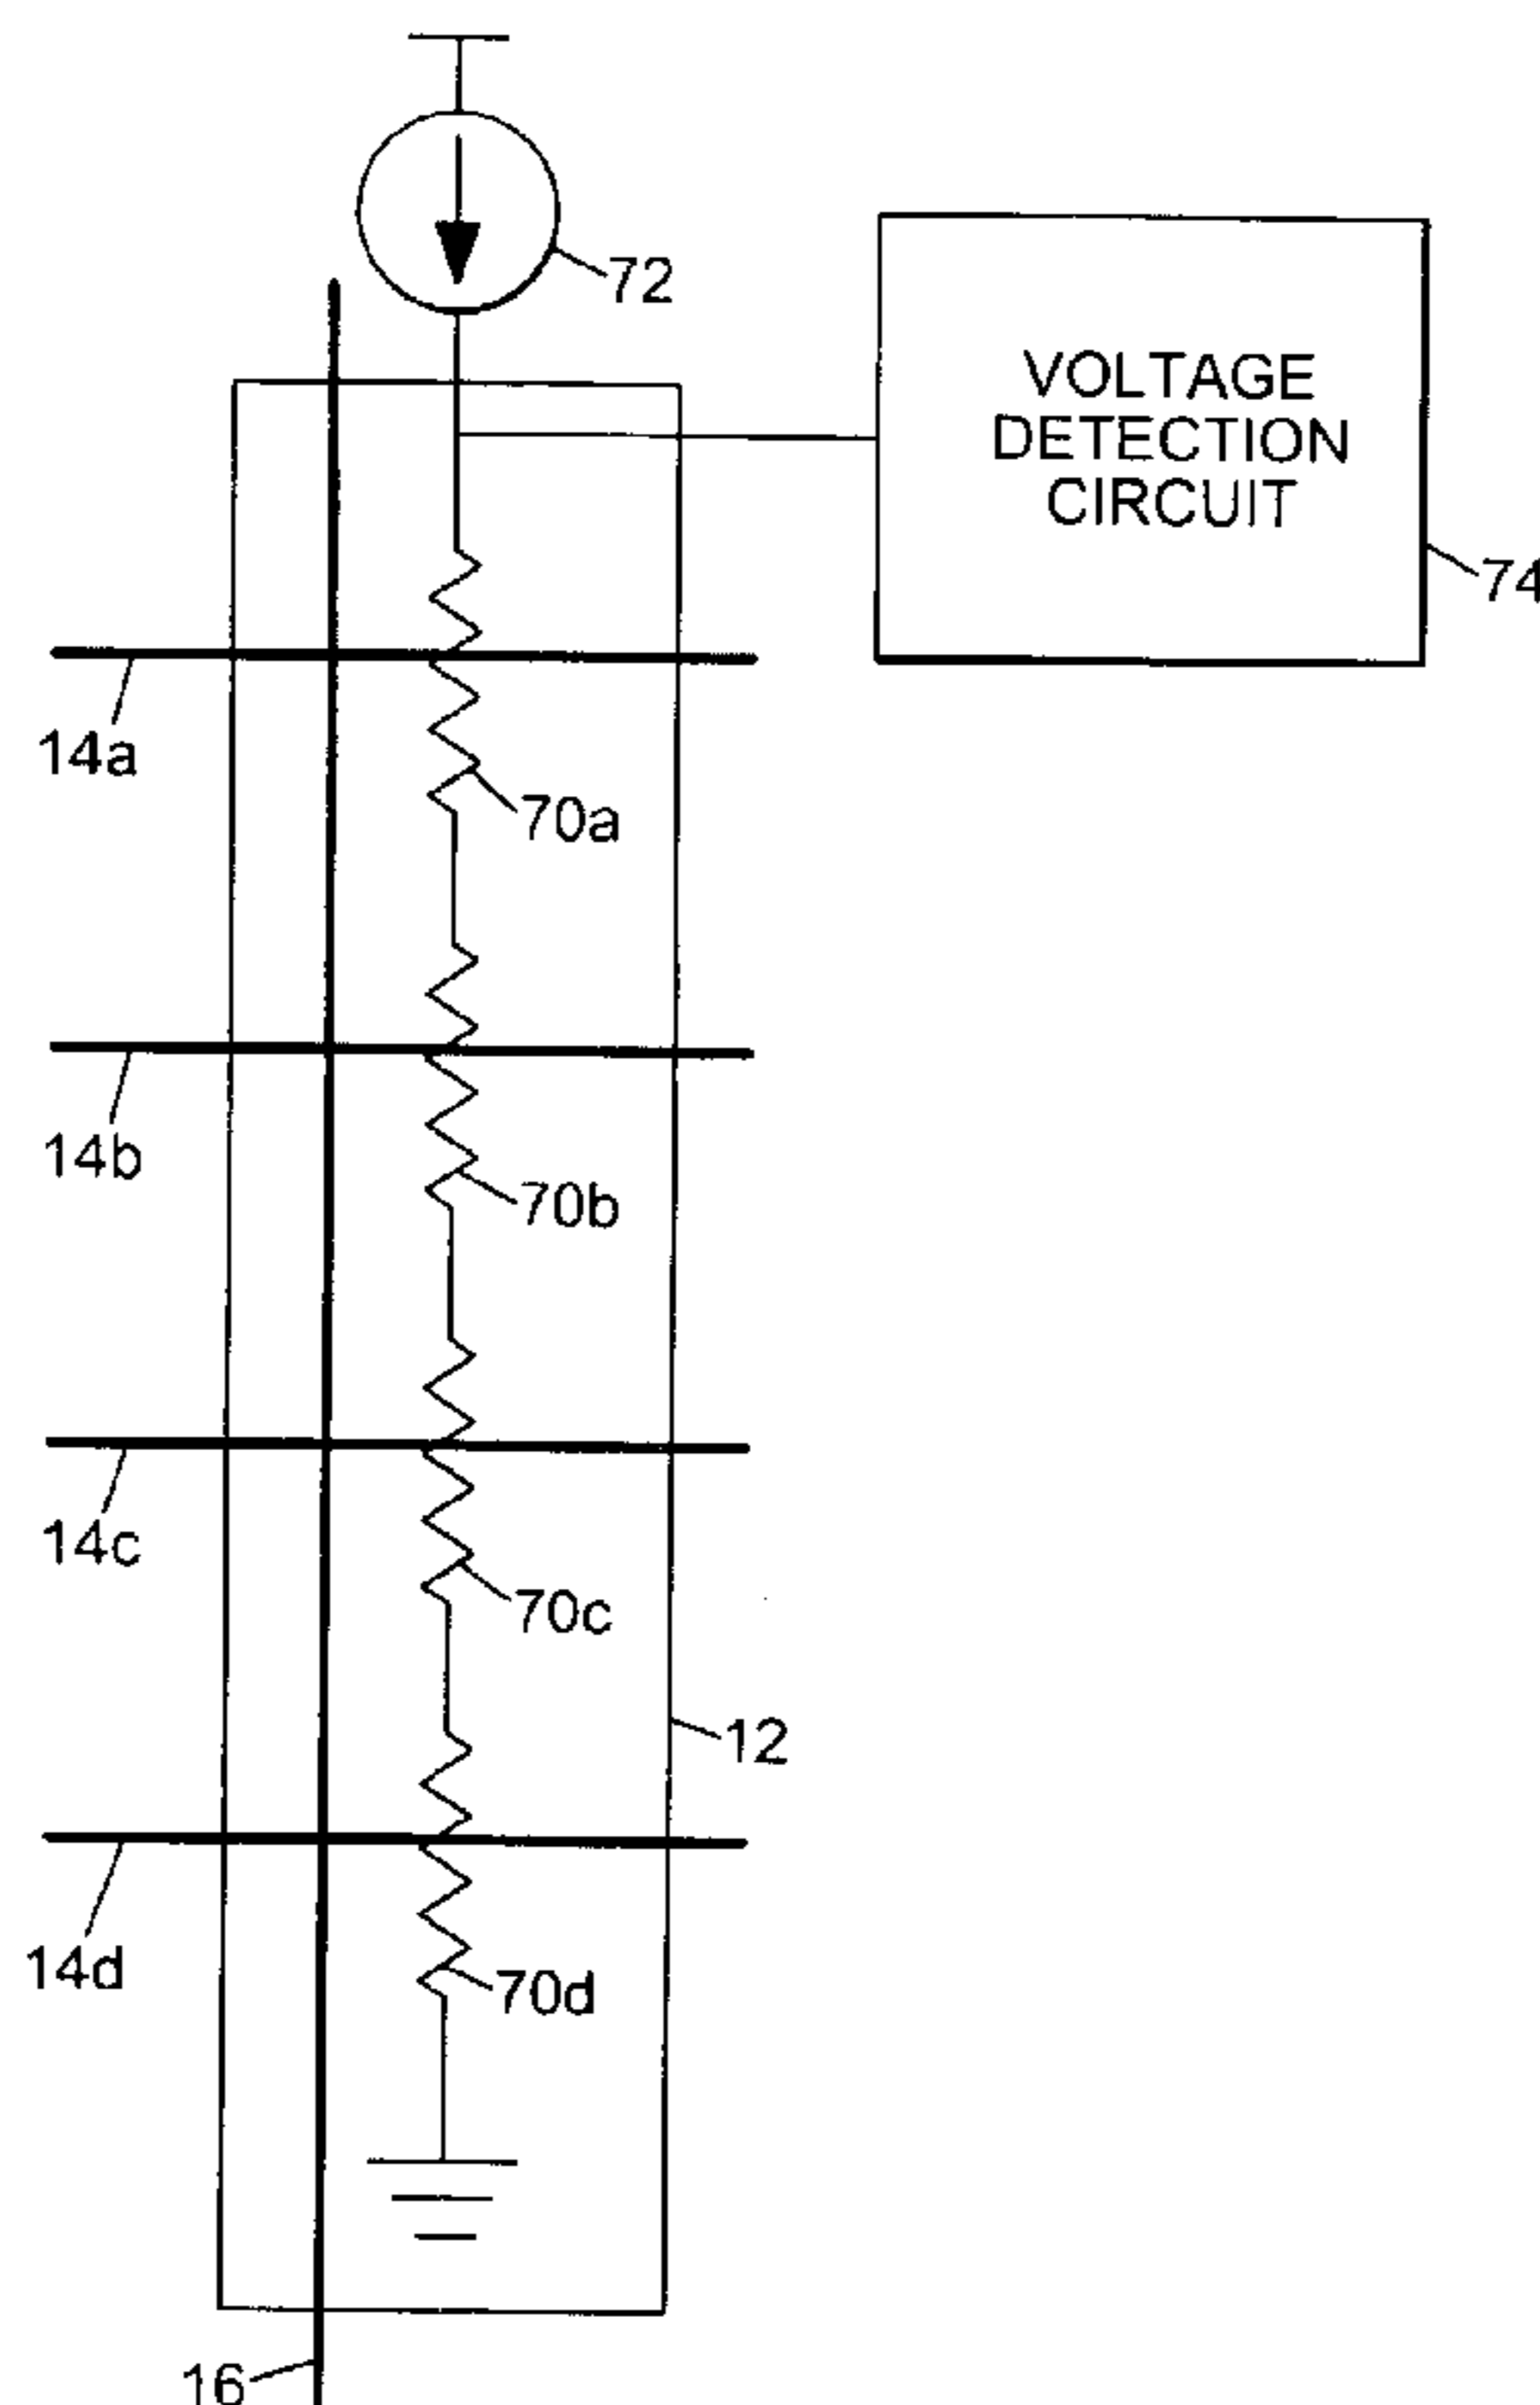 72
VOLTAGE
DETECTION
CIRCUIT
74
14a
70a
14b
70b
14c
70c
12
14d
70d
16